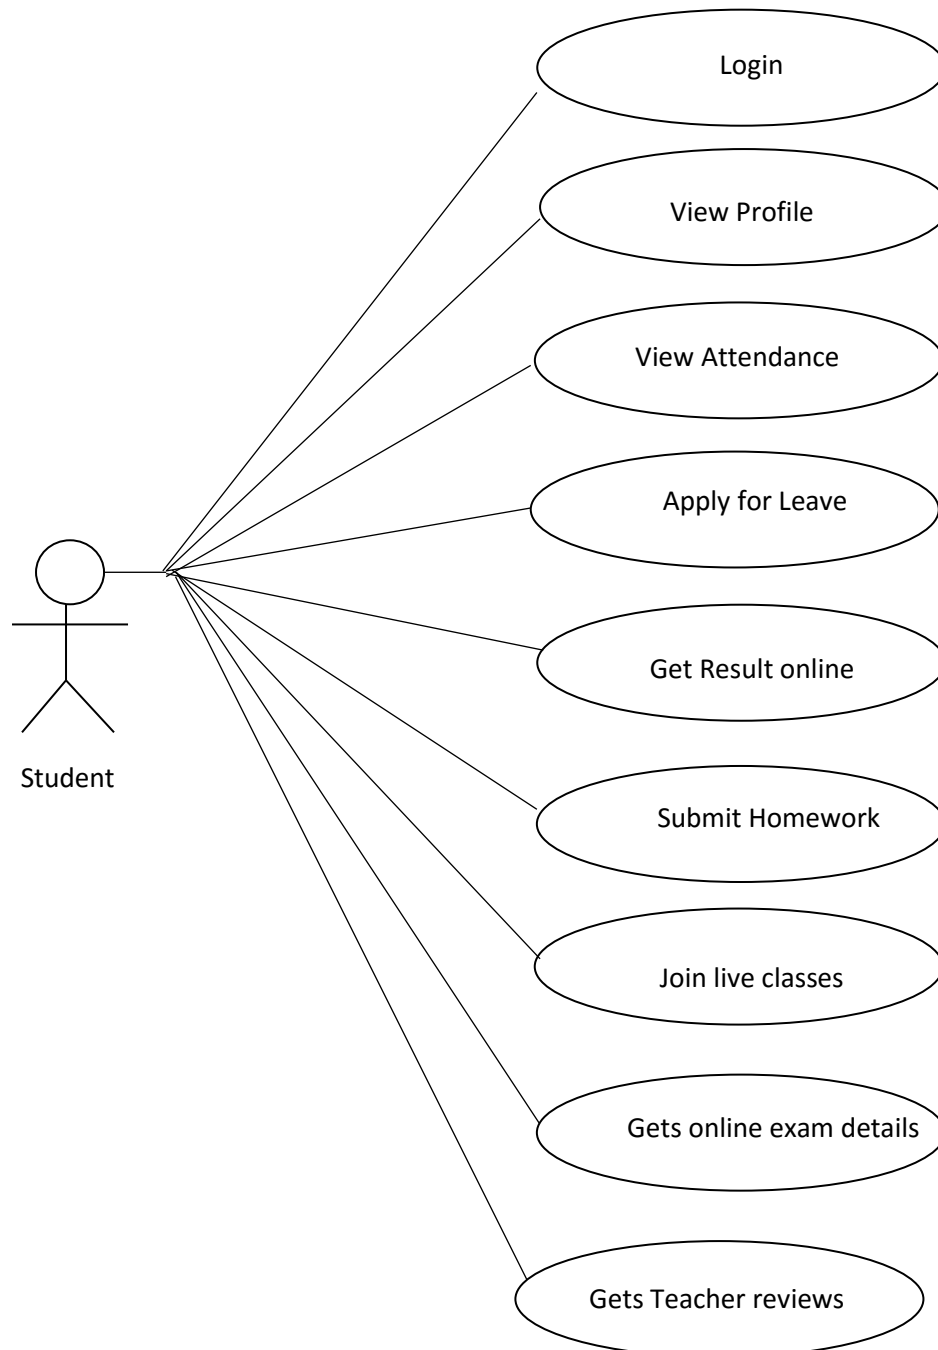 Login
View Profile
View Attendance
Apply for Leave
Get Result online
Student
Submit Homework
Join live classes
Gets online exam details
Gets Teacher reviews